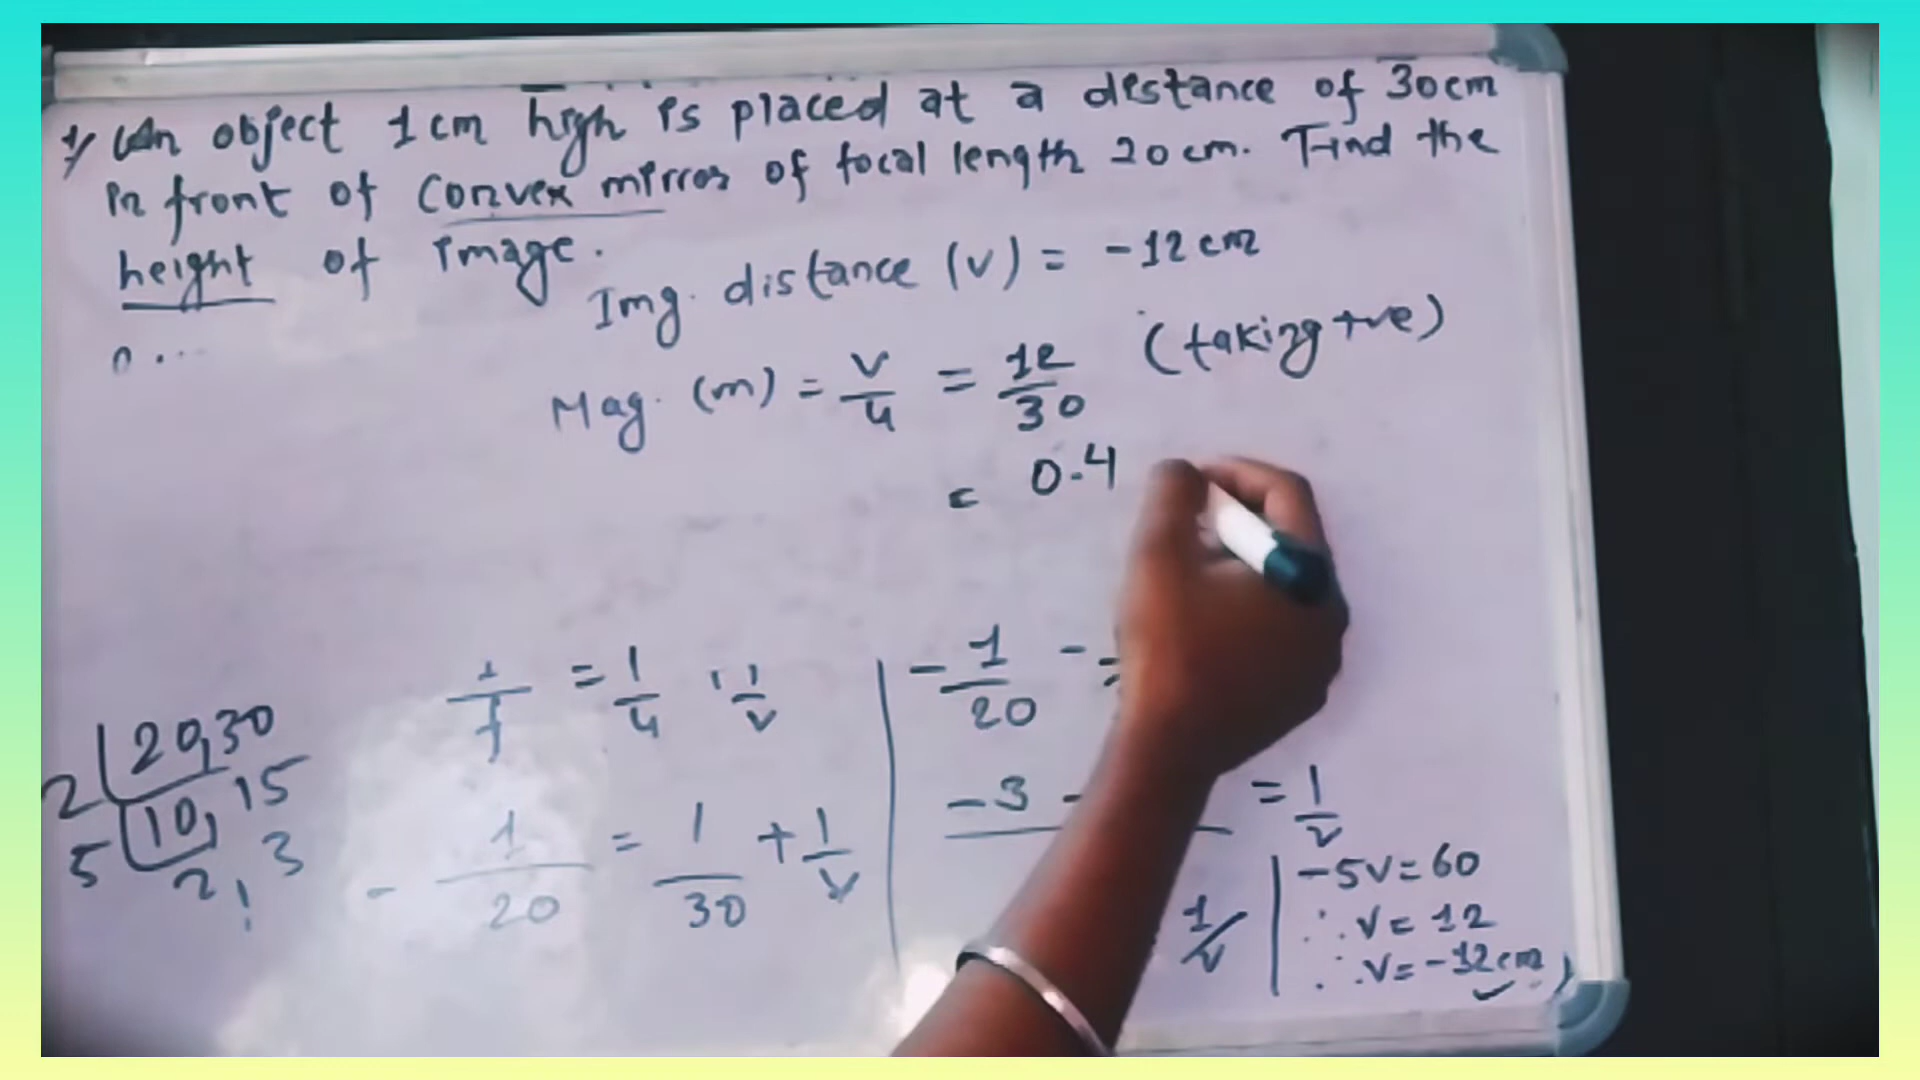 1) An object 1 cm high is placed at a distance of 30cm
in front of convex mirror of focal length 20 cm. Find the
height of image.
Img. distance (v) = -12 cm
Mag. (m) = v/u = 12/30 (taking +ve)
= 0.4
1/f = 1/u 1/v
- 1/20 = 1/30 + 1/v
- 1/20 -
-3 - = 1/v
1/v
-5v = 60
∴ v = 12
∴ v = -12 cm
2 | 20, 30
5 | 10, 15
2, 3